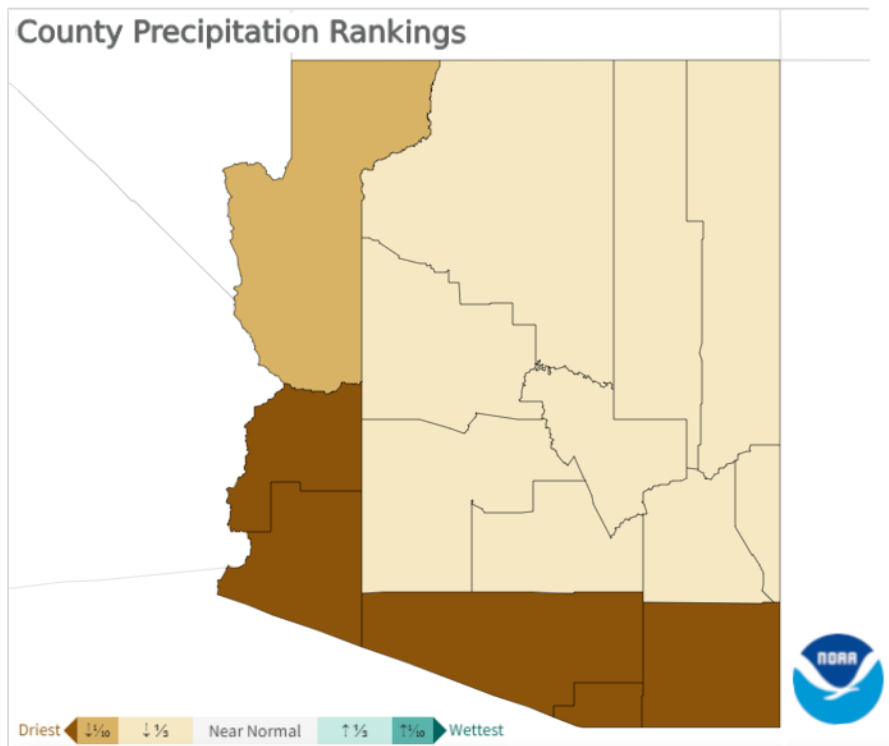 County Precipitation Rankings
NOAA
Driest ↓⅒ ↓⅓ Near Normal ↑⅓ ↑⅒ Wettest